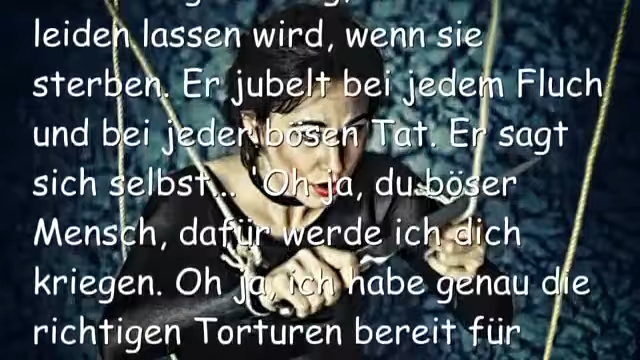 leiden lassen wird, wenn sie
sterben. Er jubelt bei jedem Fluch
und bei jeder bösen Tat. Er sagt
sich selbst... 'Oh ja, du böser
Mensch, dafür werde ich dich
kriegen. Oh ja, ich habe genau die
richtigen Torturen bereit für